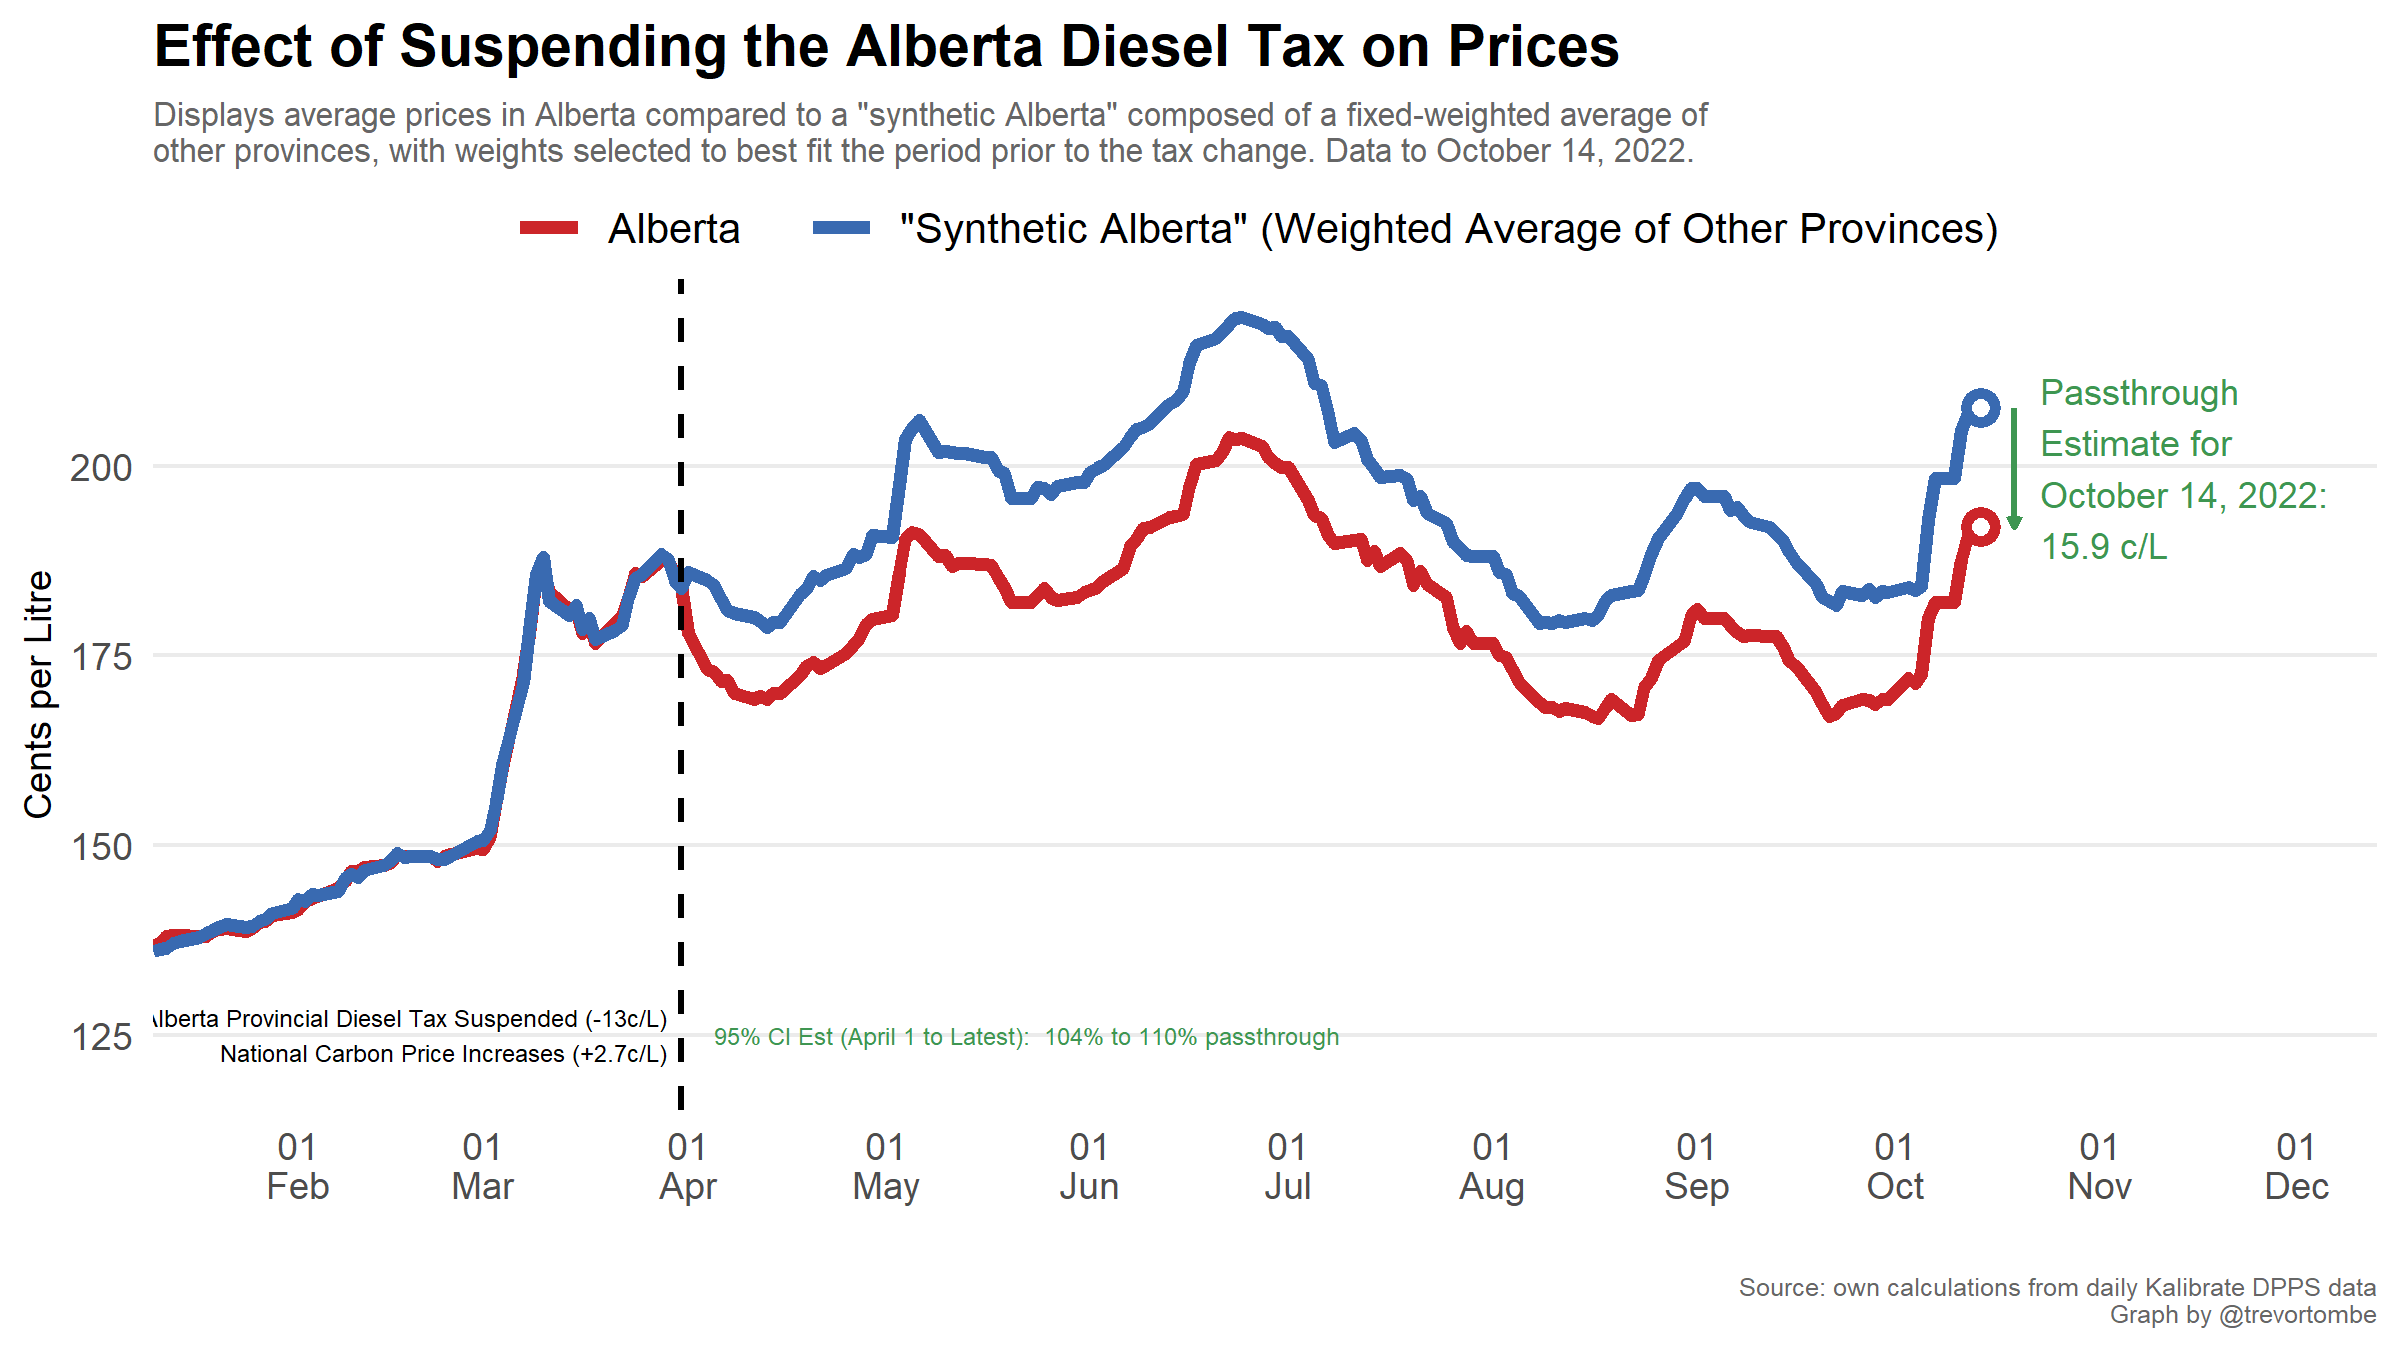 Effect of Suspending the Alberta Diesel Tax on Prices
Displays average prices in Alberta compared to a "synthetic Alberta" composed of a fixed-weighted average of
other provinces, with weights selected to best fit the period prior to the tax change. Data to October 14, 2022.
Alberta
"Synthetic Alberta" (Weighted Average of Other Provinces)
Passthrough
Estimate for
October 14, 2022:
15.9 c/L
Cents per Litre
200
175
150
125
Alberta Provincial Diesel Tax Suspended (-13c/L)
National Carbon Price Increases (+2.7c/L)
95% CI Est (April 1 to Latest):  104% to 110% passthrough
01 01 01 01 01 01 01 01 01 01 01
Feb Mar Apr May Jun Jul Aug Sep Oct Nov Dec
Source: own calculations from daily Kalibrate DPPS data
Graph by @trevortombe